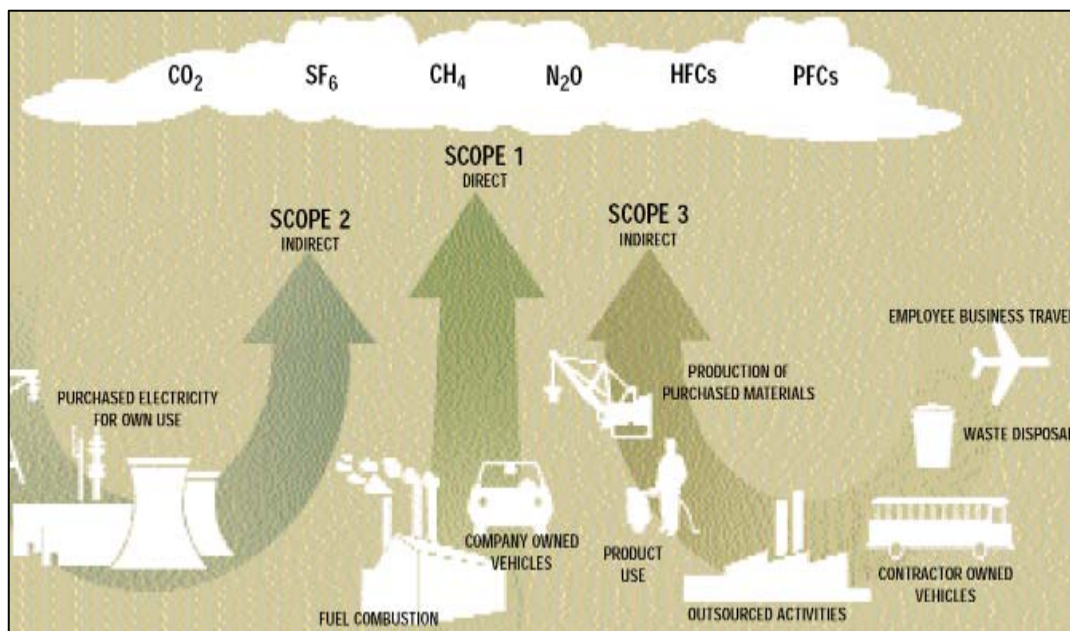 CO₂ SF₆ CH₄ N₂O HFCs PFCs
SCOPE 1
DIRECT
SCOPE 2
INDIRECT
SCOPE 3
INDIRECT
EMPLOYEE BUSINESS TRAVEL
PURCHASED ELECTRICITY
FOR OWN USE
PRODUCTION OF
PURCHASED MATERIALS
WASTE DISPOSAL
COMPANY OWNED
VEHICLES
PRODUCT
USE
CONTRACTOR OWNED
VEHICLES
FUEL COMBUSTION
OUTSOURCED ACTIVITIES